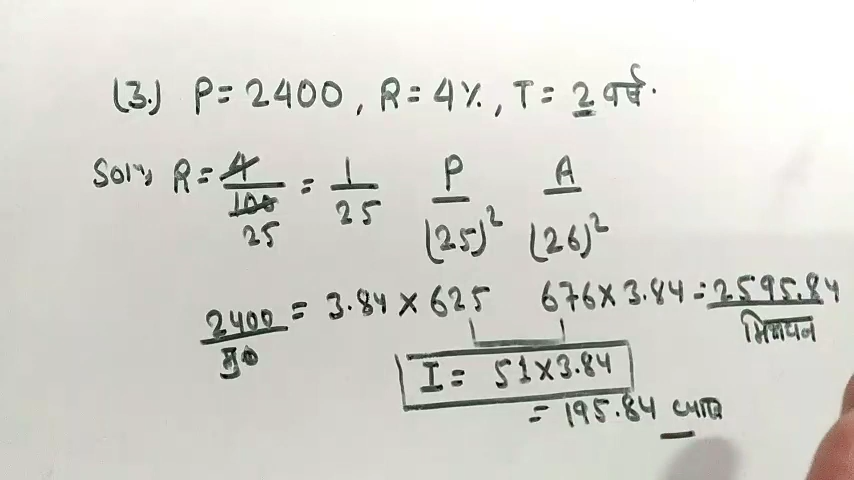 (3.) P = 2400, R = 4%, T = 2 वर्ष.
Solⁿ, R = 4/100 = 1/25 P A
25 (25)² (26)²
2400 = 3.84 × 625 676 × 3.84 = 2595.84
मू० मिश्रधन
I = 51 × 3.84
= 195.84 ब्याज